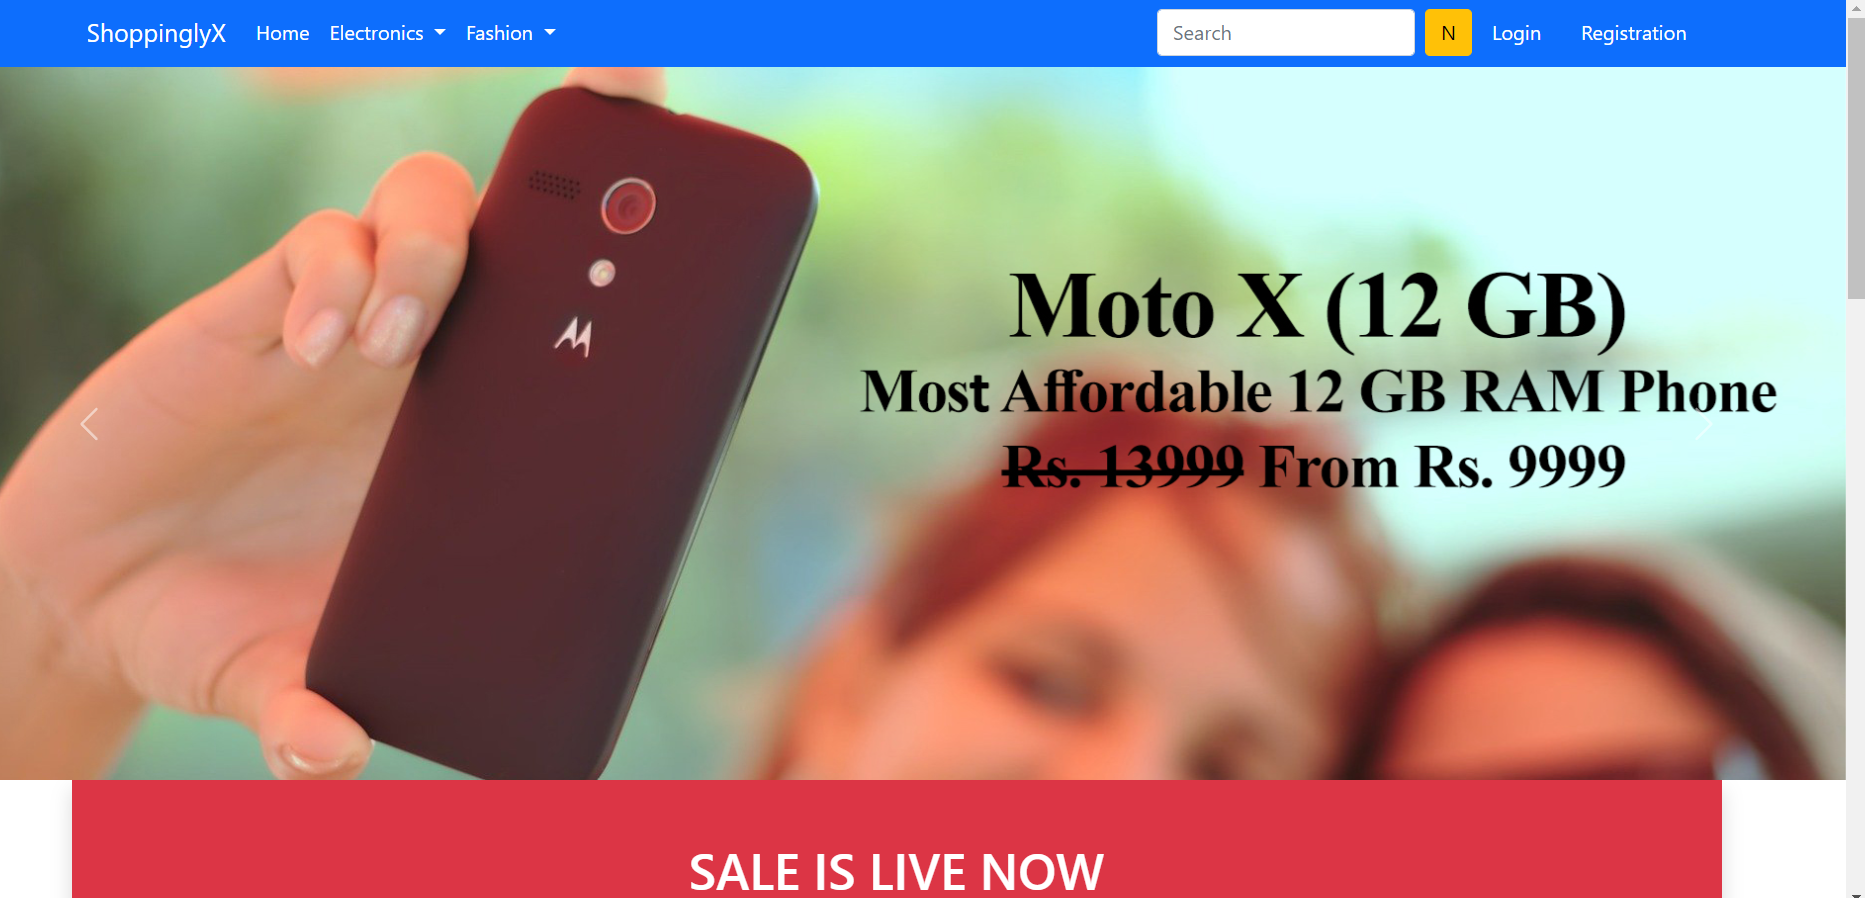 ShoppinglyX Home Electronics Fashion Search N Login Registration
Moto X (12 GB)
Most Affordable 12 GB RAM Phone
Rs. 13999 From Rs. 9999
SALE IS LIVE NOW